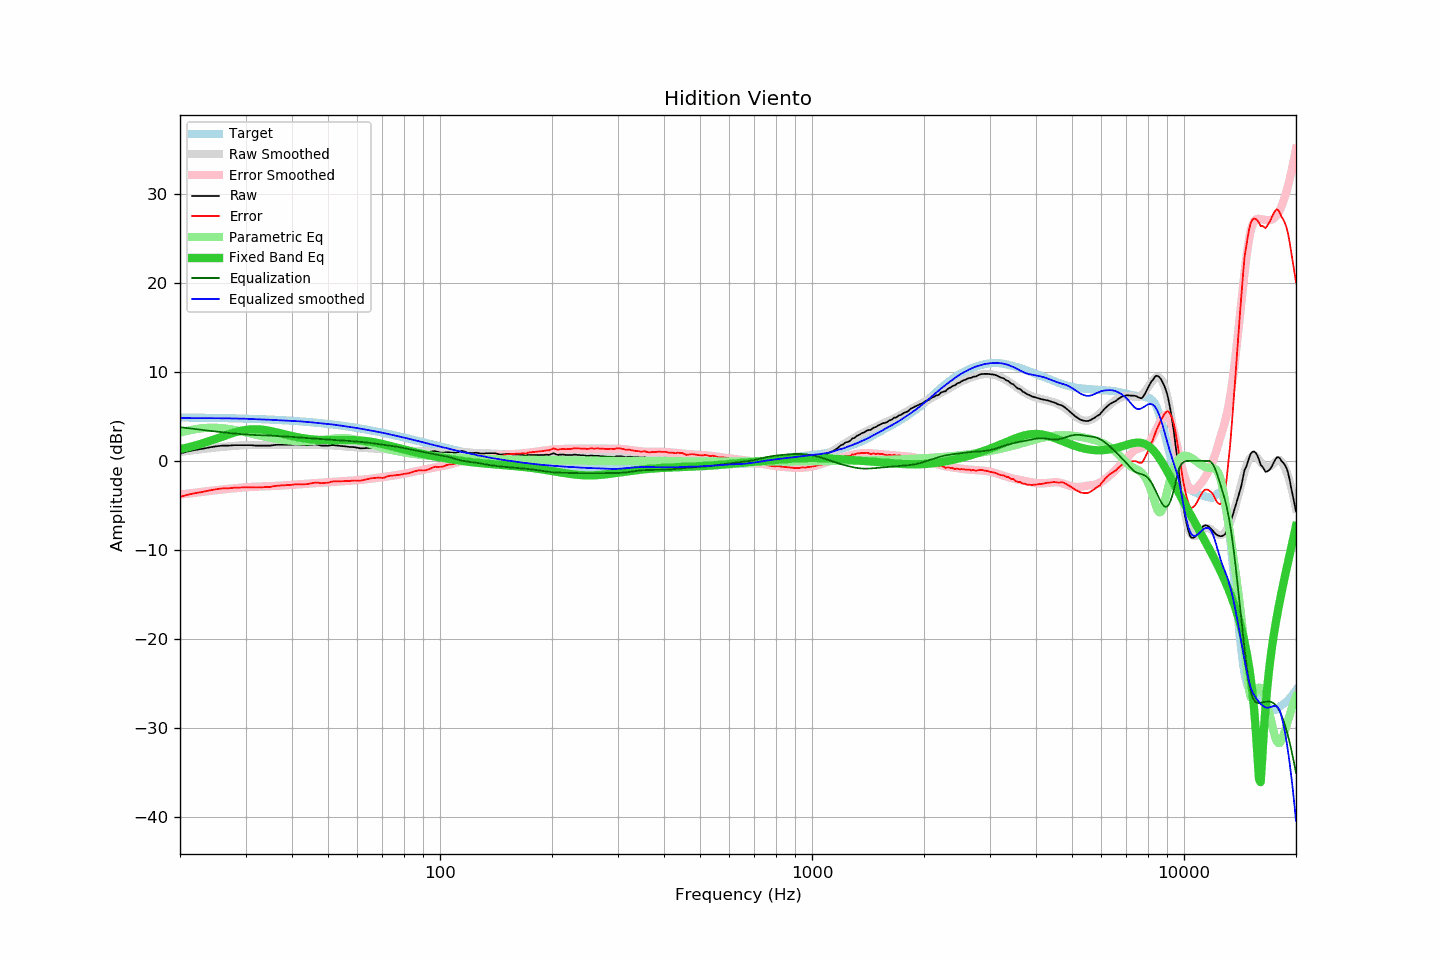 Hidition Viento
Target
Raw Smoothed
Error Smoothed
Raw
Error
Parametric Eq
Fixed Band Eq
Equalization
Equalized smoothed
30
20
10
0
−10
−20
−30
−40
Amplitude (dBr)
100
1000
10000
Frequency (Hz)